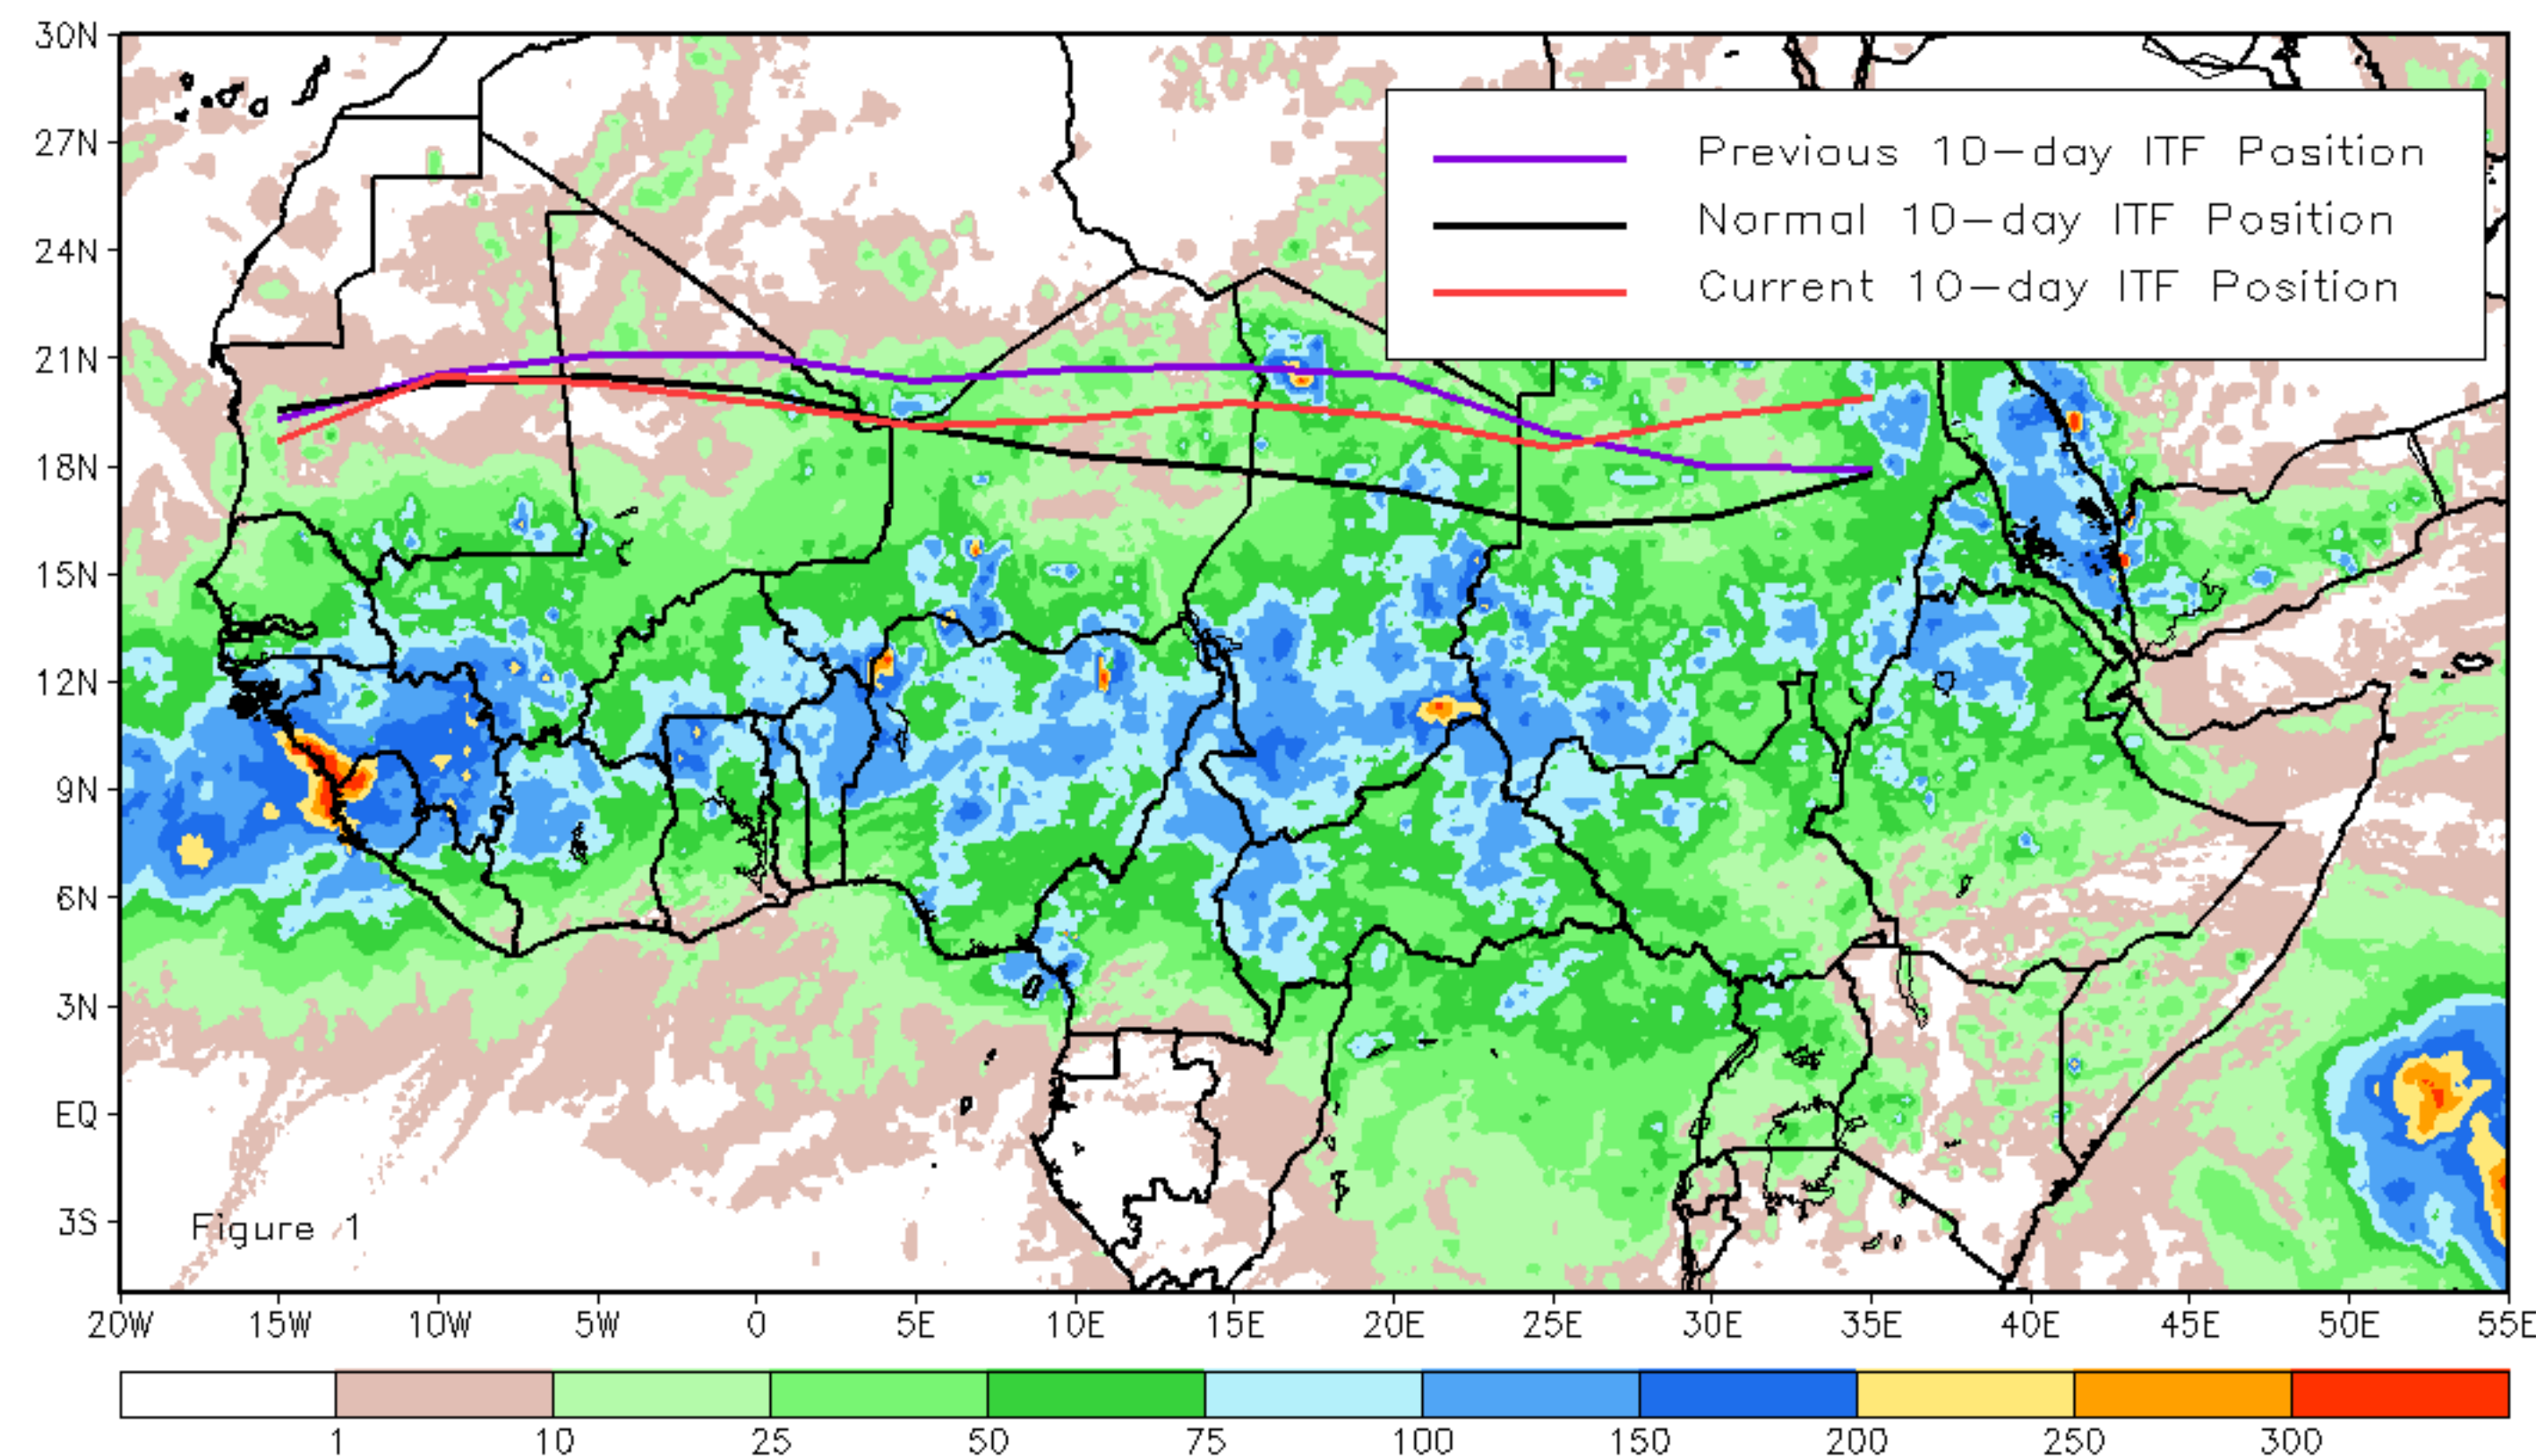 30N
27N
24N
21N
18N
15N
12N
9N
6N
3N
EQ
3S
Previous 10-day ITF Position
Normal 10-day ITF Position
Current 10-day ITF Position
Figure 1
20W 15W 10W 5W 0 5E 10E 15E 20E 25E 30E 35E 40E 45E 50E 55E
1 10 25 50 75 100 150 200 250 300